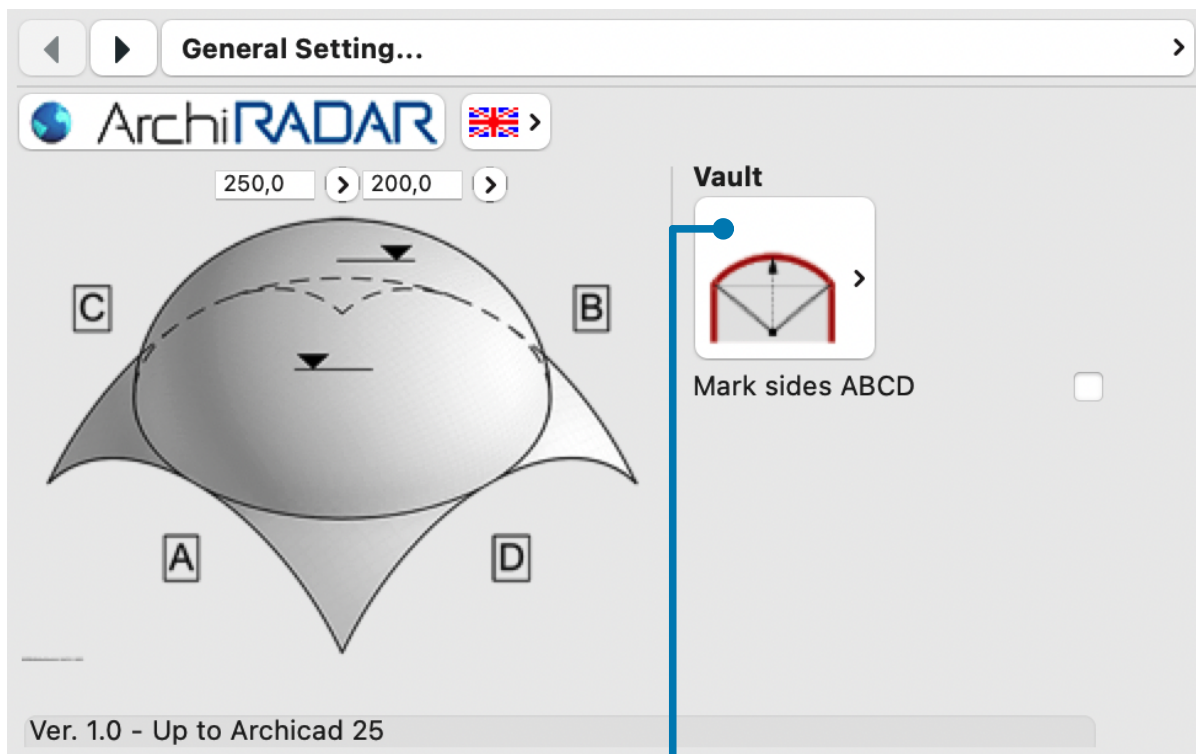 General Setting...
ArchiRADAR
250,0 200,0
Vault
C
B
Mark sides ABCD
A
D
Ver. 1.0 - Up to Archicad 25